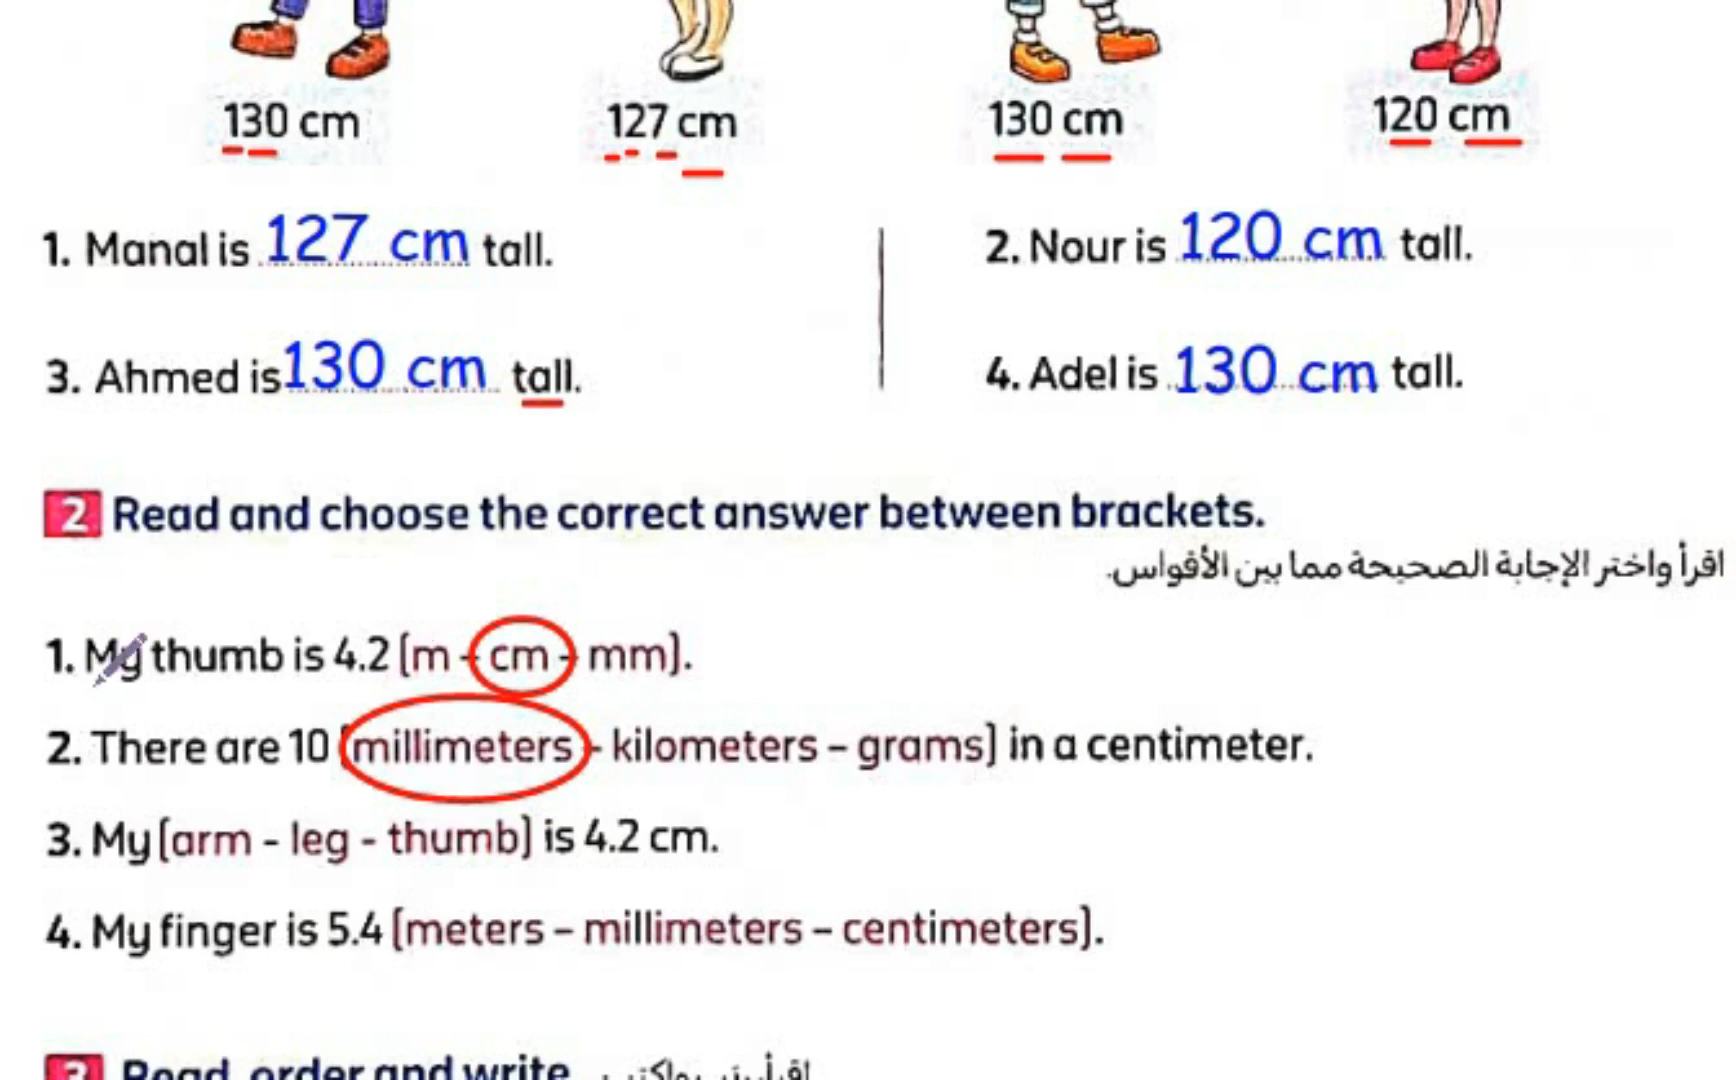 130 cm 127 cm 130 cm 120 cm
1. Manal is 127 cm tall.
2. Nour is 120 cm tall.
3. Ahmed is 130 cm tall.
4. Adel is 130 cm tall.
2 Read and choose the correct answer between brackets.
اقرأ واختر الإجابة الصحيحة مما بين الأقواس.
1. My thumb is 4.2 (m - cm - mm).
2. There are 10 (millimeters - kilometers – grams) in a centimeter.
3. My (arm - leg - thumb) is 4.2 cm.
4. My finger is 5.4 (meters – millimeters – centimeters).
3 Read, order and write